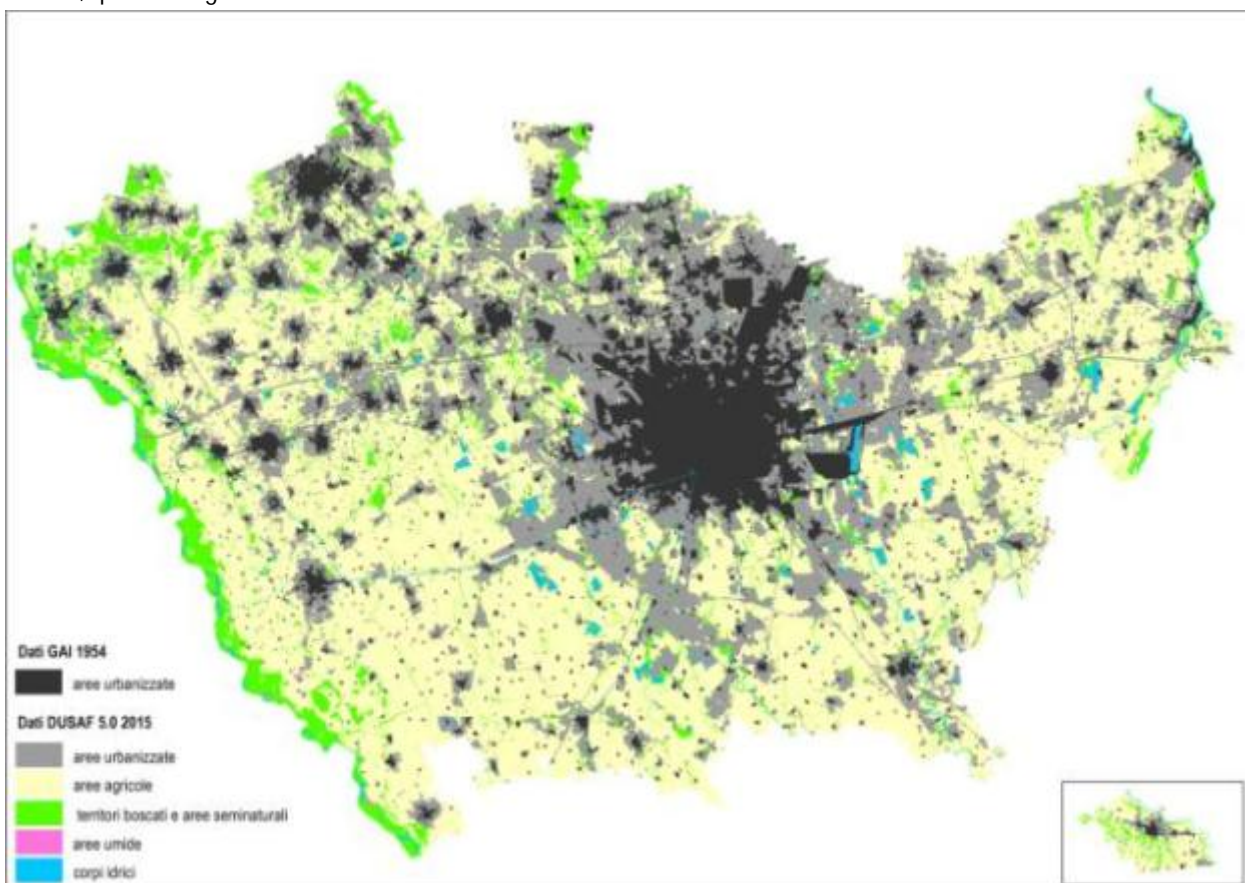 Dati GAI 1954
aree urbanizzate
Dati DUSAF 5.0 2015
aree urbanizzate
aree agricole
territori boscati e aree seminaturali
aree umide
corpi idrici